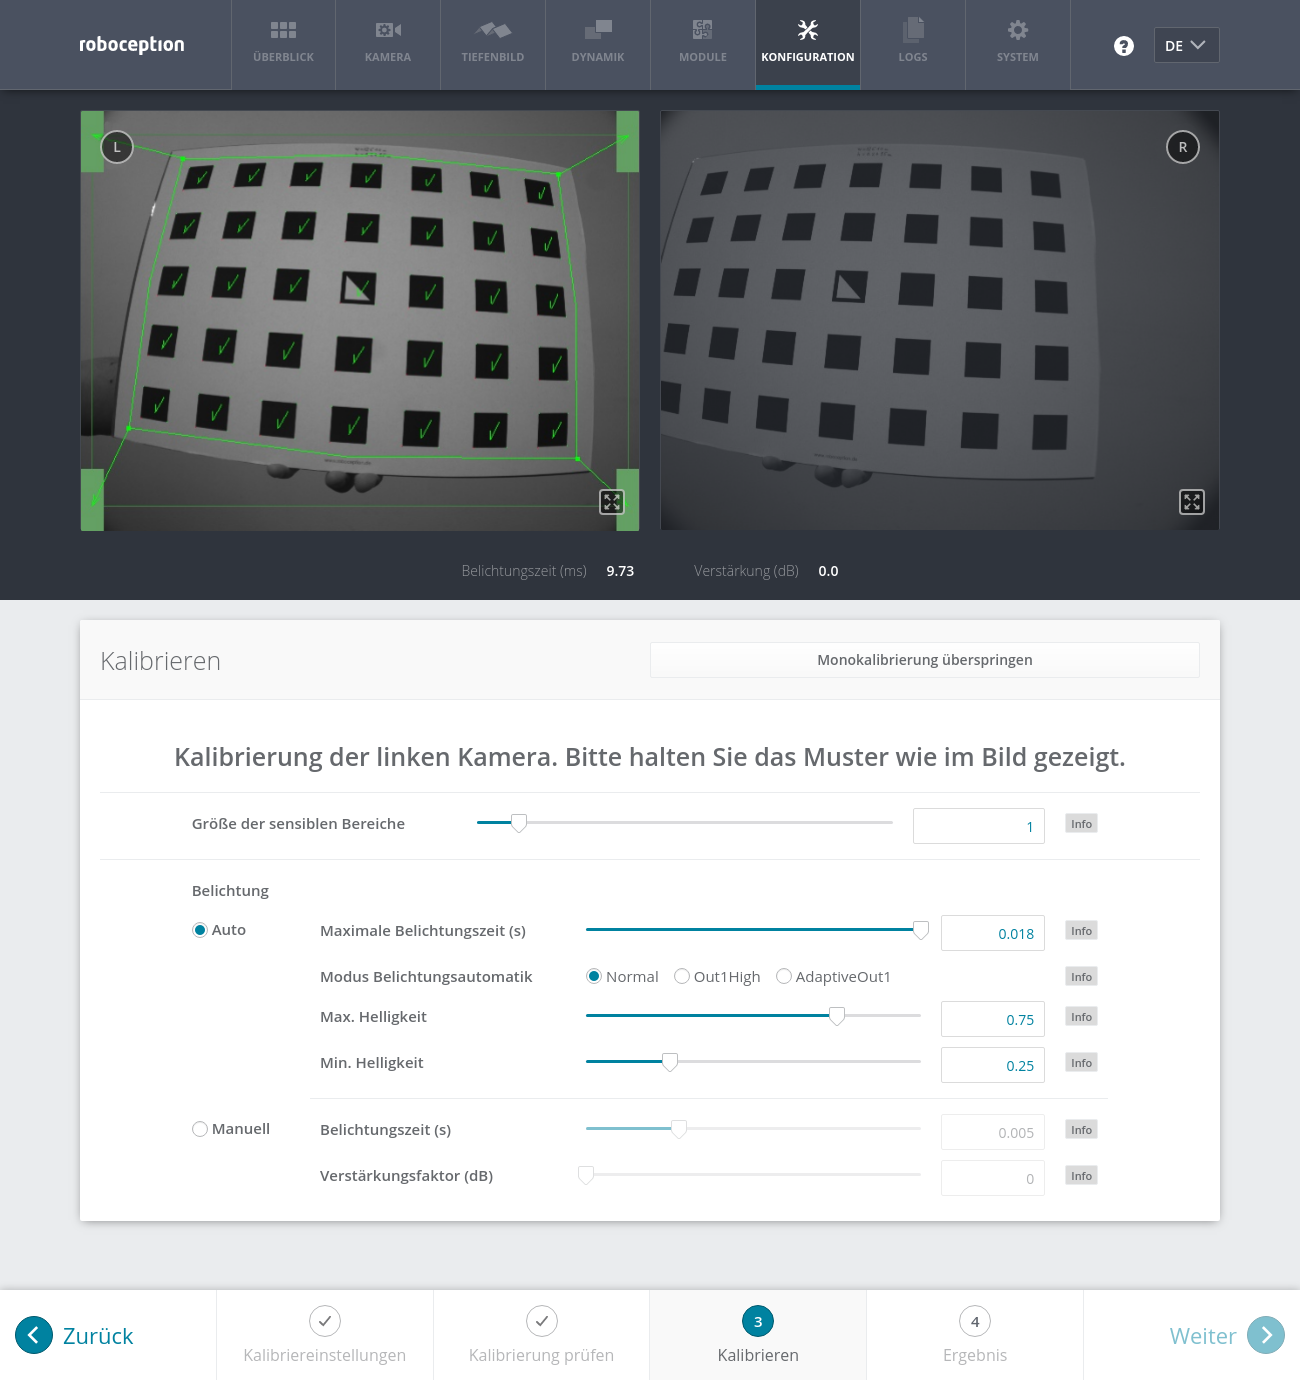 roboception
ÜBERBLICK
KAMERA
TIEFENBILD
DYNAMIK
MODULE
KONFIGURATION
LOGS
SYSTEM
?
DE
L
R
Belichtungszeit (ms) 9.73 Verstärkung (dB) 0.0
Kalibrieren
Monokalibrierung überspringen
Kalibrierung der linken Kamera. Bitte halten Sie das Muster wie im Bild gezeigt.
Größe der sensiblen Bereiche 1 Info
Belichtung
Auto Maximale Belichtungszeit (s) 0.018 Info
Modus Belichtungsautomatik Normal Out1High AdaptiveOut1 Info
Max. Helligkeit 0.75 Info
Min. Helligkeit 0.25 Info
Manuell Belichtungszeit (s) 0.005 Info
Verstärkungsfaktor (dB) 0 Info
Zurück
Kalibriereinstellungen
Kalibrierung prüfen
3
Kalibrieren
4
Ergebnis
Weiter